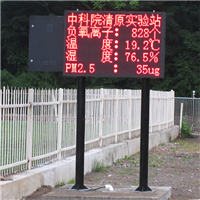 中科院清原实验站
负氧离子：828个
温　度：19.2℃
湿　度：76.5%
PM2.5：35ug